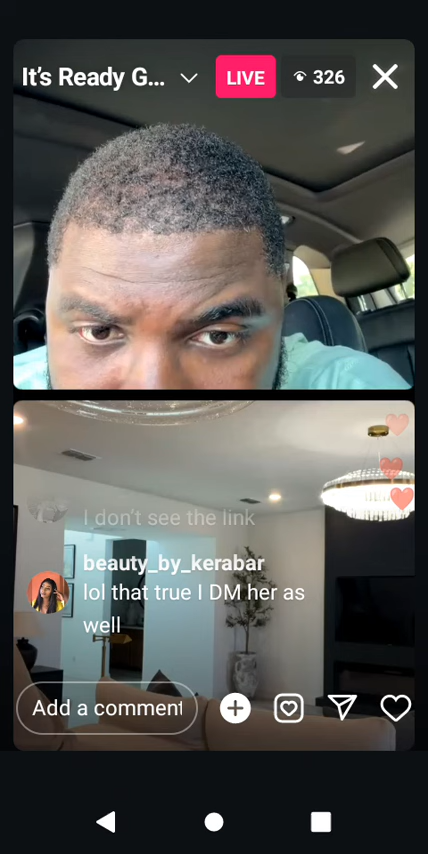 It's Ready G...
LIVE
326
I don't see the link
beauty_by_kerabar
lol that true I DM her as
well
Add a comment